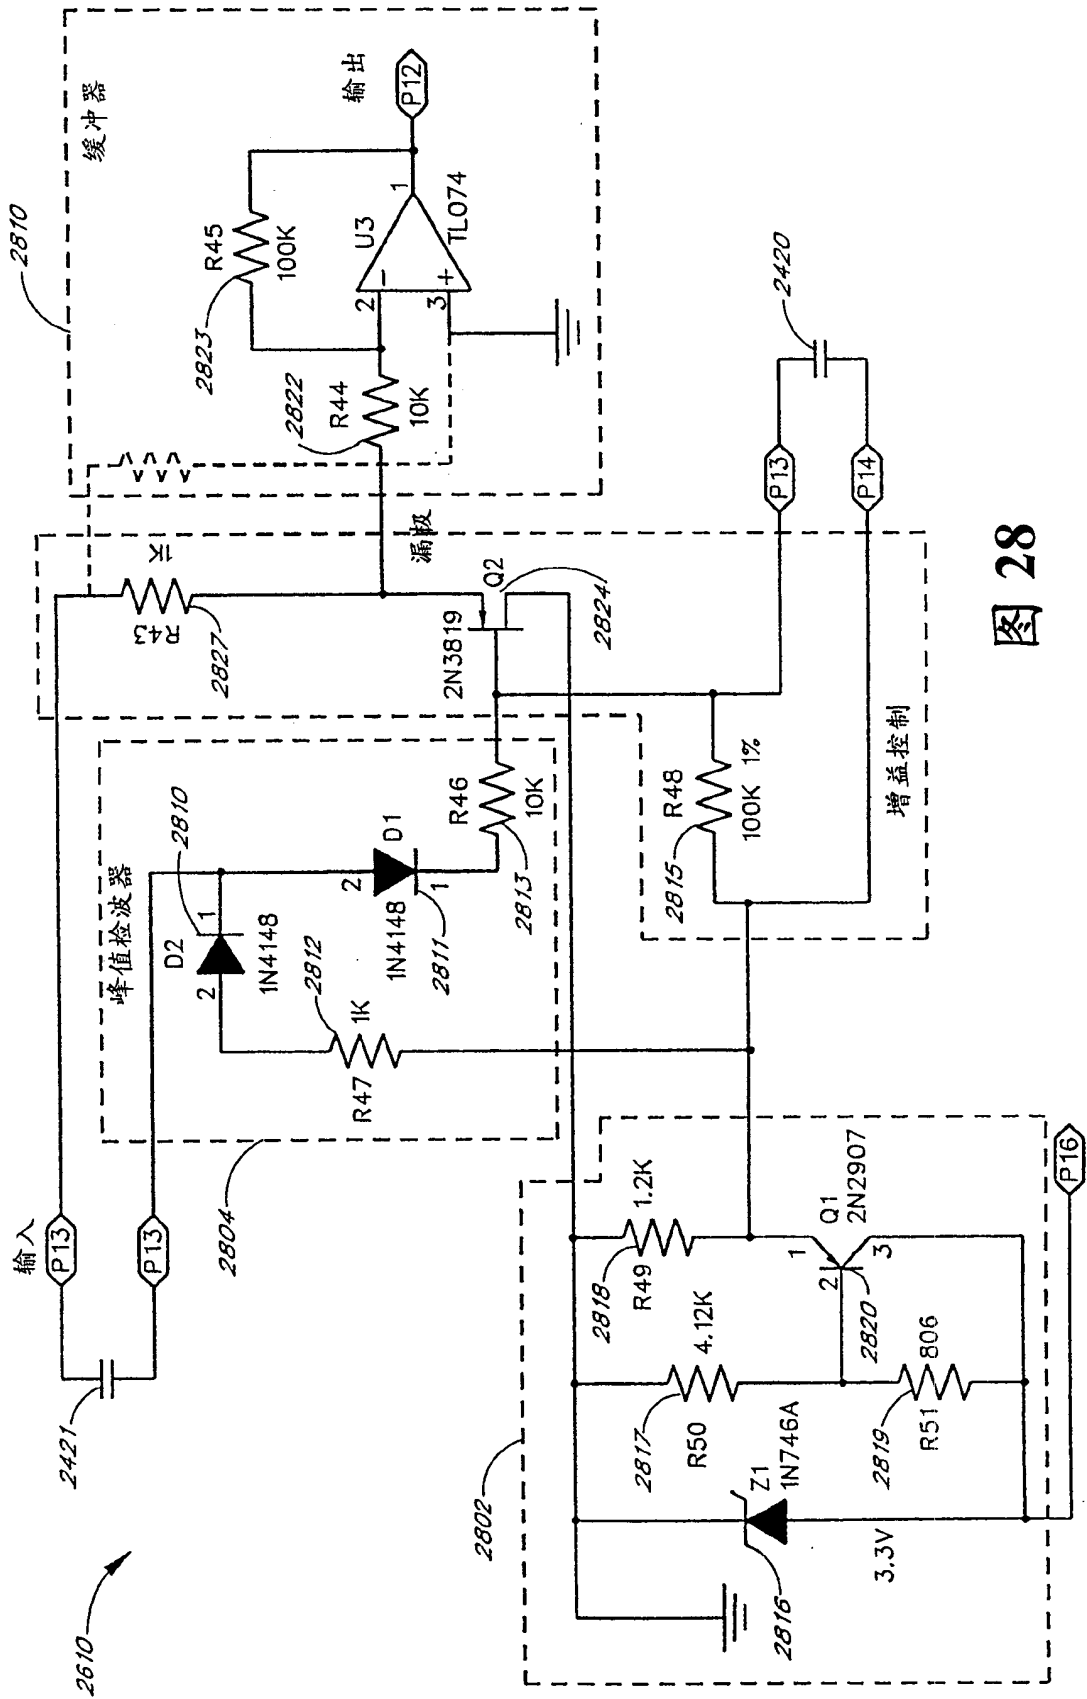 2610
2421
输入
P13
P13
2804
峰值检波器
D2
2
1
2810
1N4148
2812
R47
1K
2
D1
1
1N4148
2811
R46
10K
2813
R43
1K
2827
漏极
2N3819
Q2
2824
2810
缓冲器
R45
100K
2823
2822
R44
10K
2
3
-
+
U3
1
TL074
输出
P12
2420
P13
P14
R48
100K 1%
2815
增益控制
2802
2818
R49
1.2K
2817
R50
4.12K
2819
R51
806
1
2
3
Q1
2N2907
2820
Z1
1N746A
2816
3.3V
P16
图 28